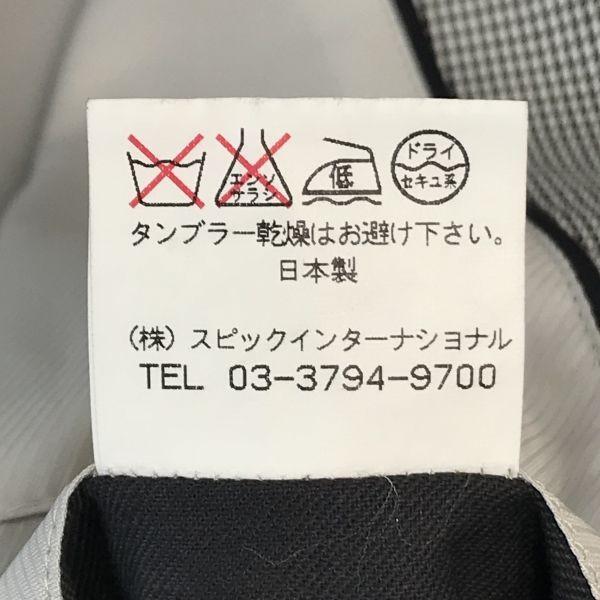 エンソ
サラシ
低
ドライ
セキユ系
タンブラー乾燥はお避け下さい。
日本製
(株) スピックインターナショナル
TEL 03-3794-9700